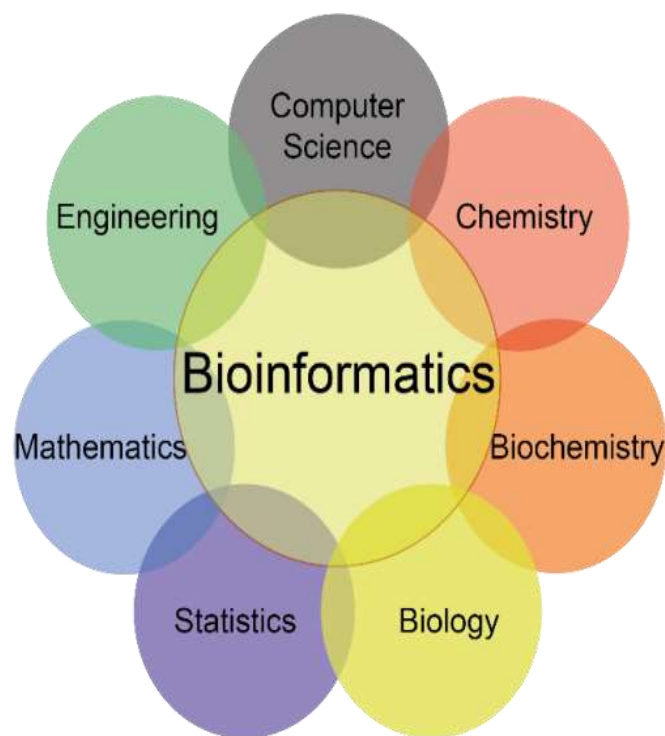 Computer
Science
Engineering
Chemistry
Bioinformatics
Mathematics
Biochemistry
Statistics
Biology